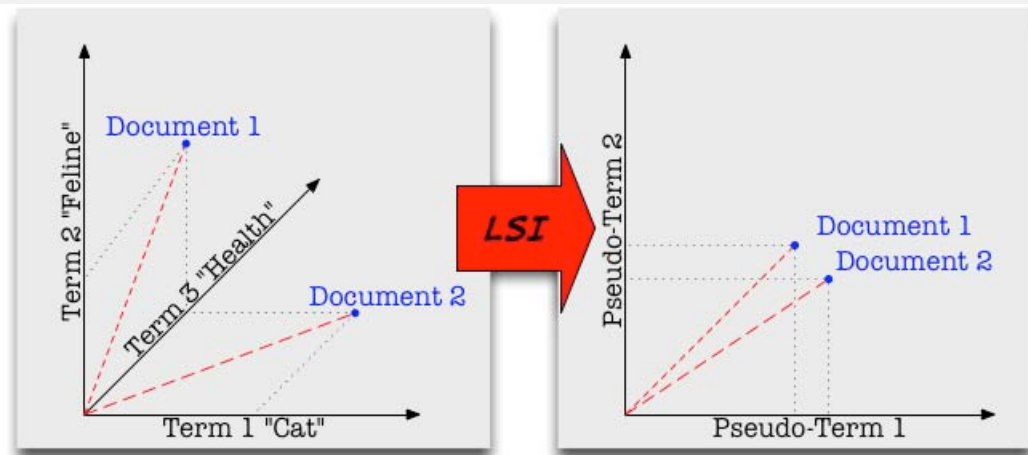 Term 2 "Feline"
Document 1
Term 3 "Health"
Document 2
Term 1 "Cat"
LSI
Pseudo-Term 2
Document 1
Document 2
Pseudo-Term 1